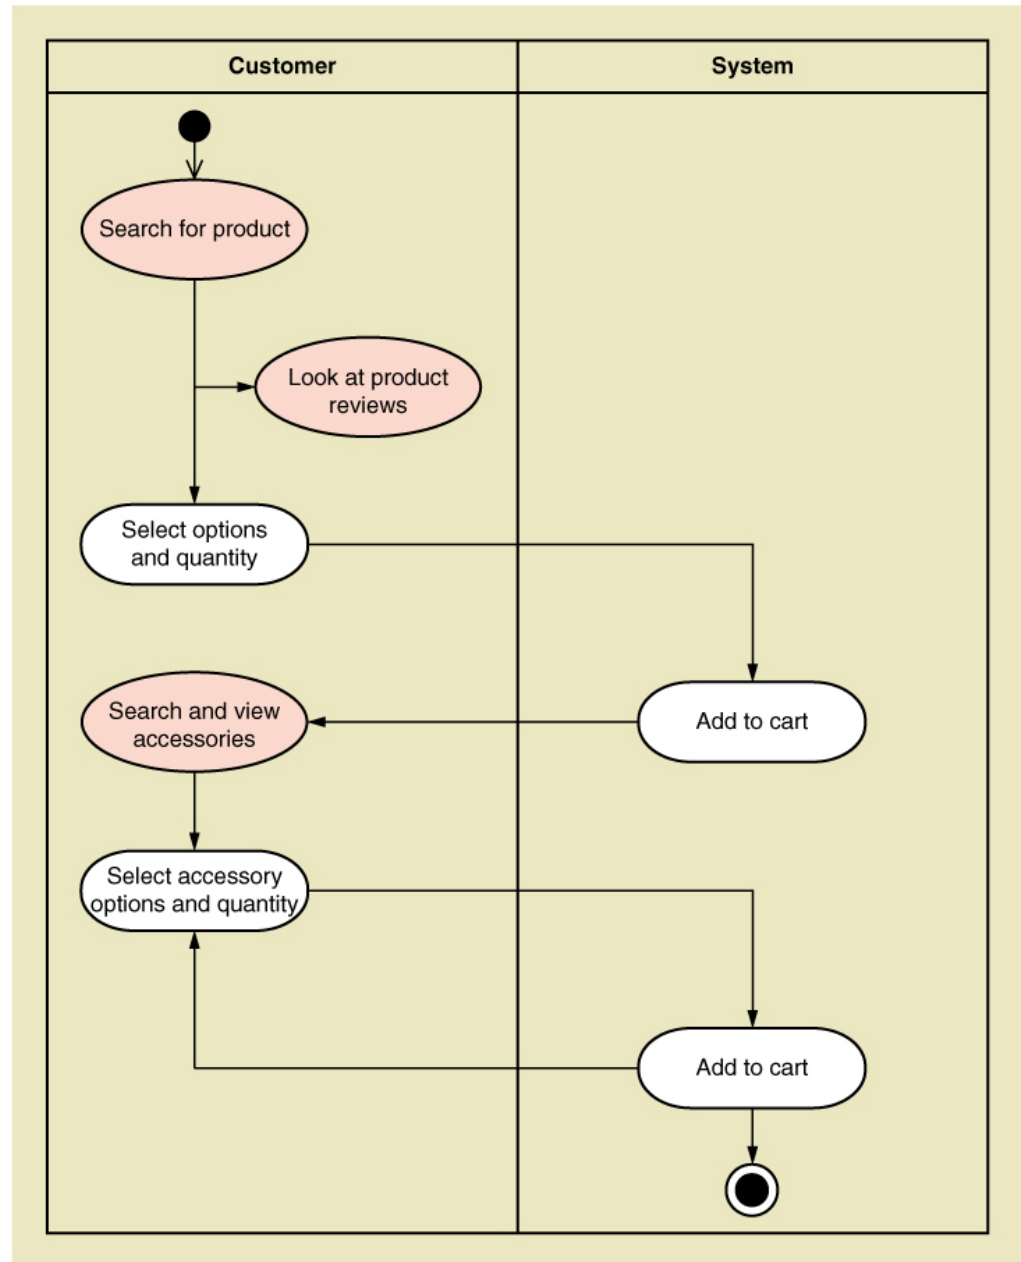 Customer
System
Search for product
Look at product
reviews
Select options
and quantity
Search and view
accessories
Add to cart
Select accessory
options and quantity
Add to cart